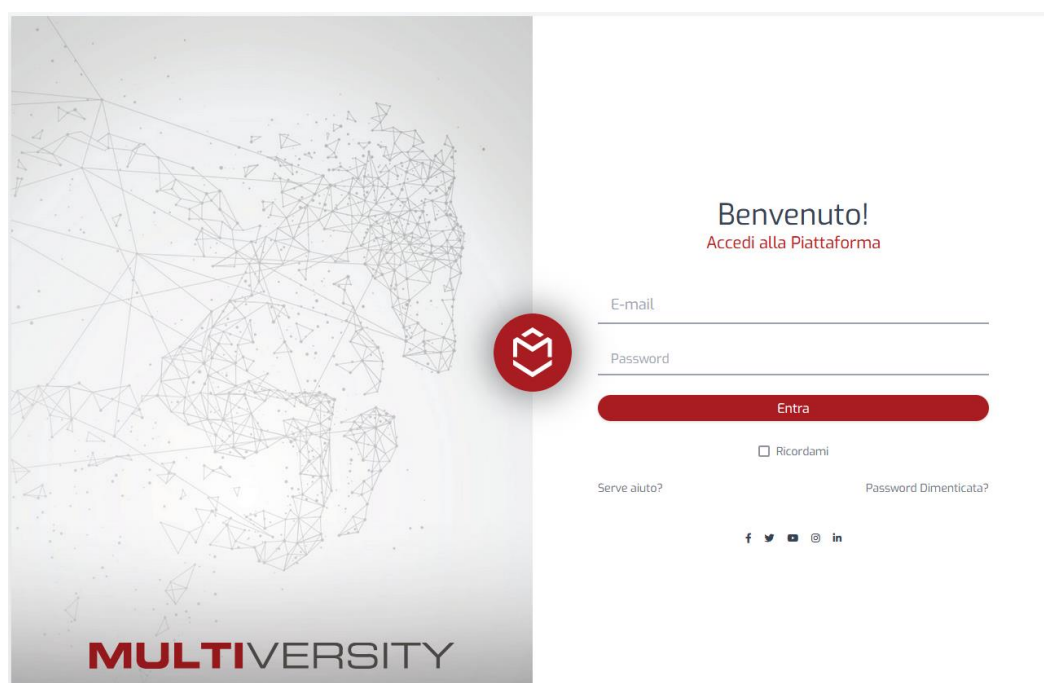 Benvenuto!
Accedi alla Piattaforma
E-mail
Password
Entra
Ricordami
Serve aiuto?
Password Dimenticata?
MULTIVERSITY